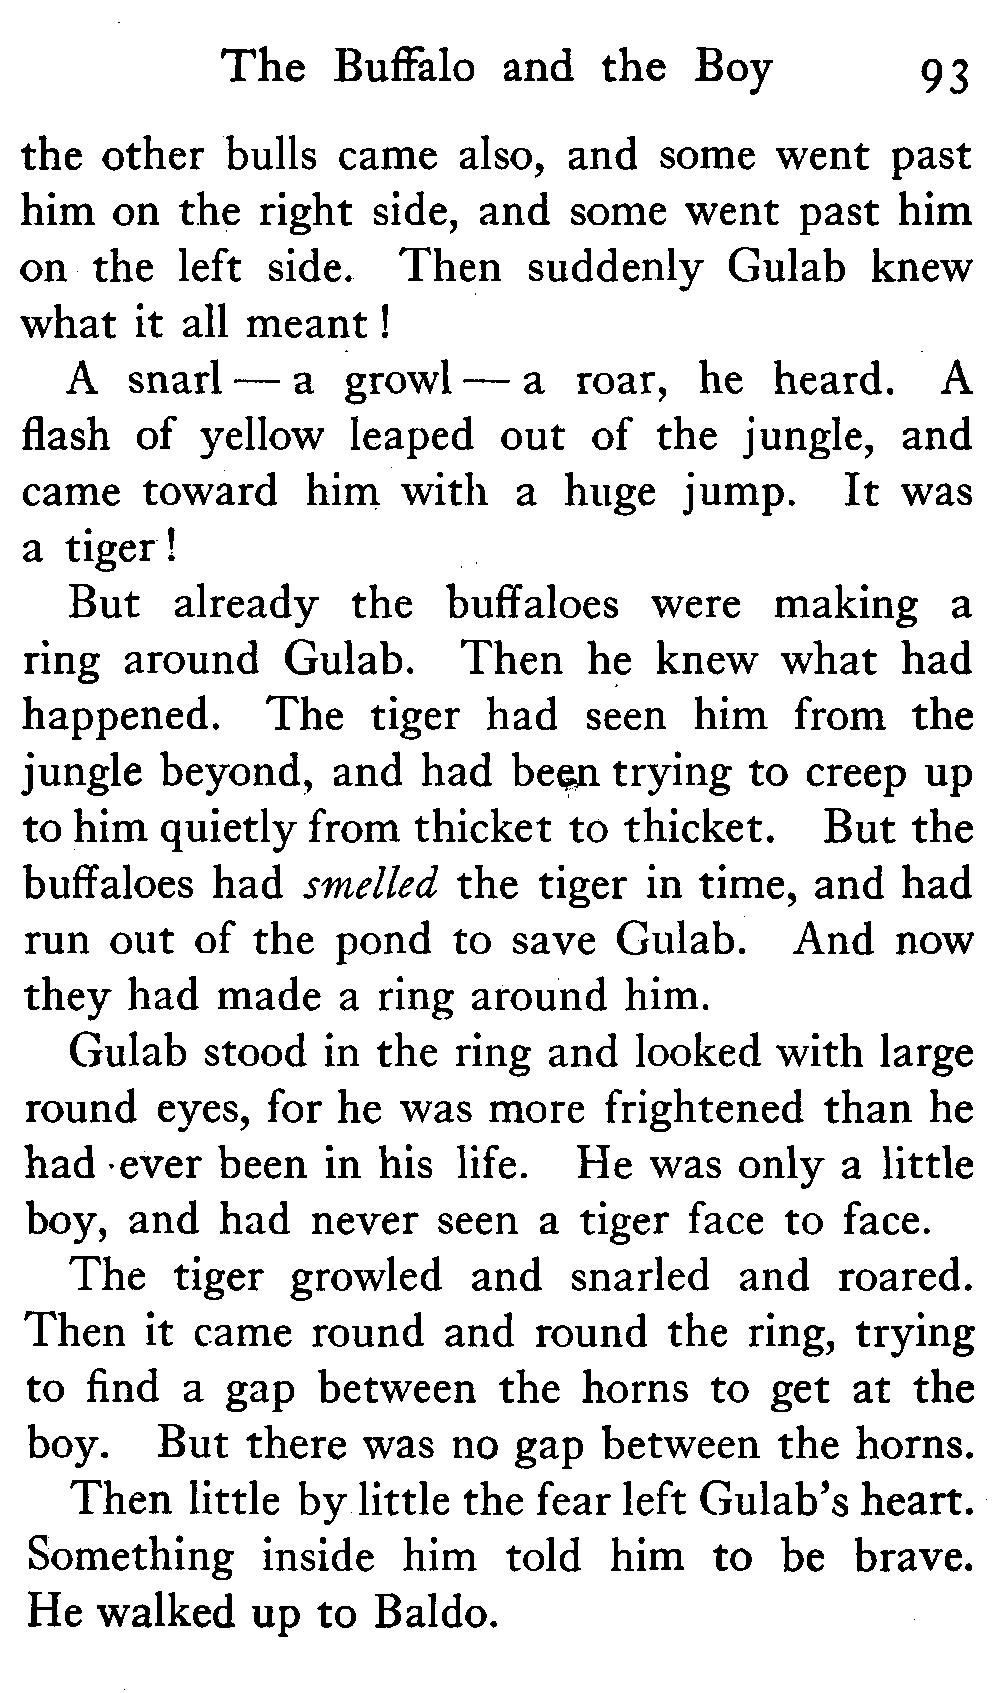 The Buffalo and the Boy 93
the other bulls came also, and some went past
him on the right side, and some went past him
on the left side. Then suddenly Gulab knew
what it all meant!
A snarl — a growl — a roar, he heard. A
flash of yellow leaped out of the jungle, and
came toward him with a huge jump. It was
a tiger!
But already the buffaloes were making a
ring around Gulab. Then he knew what had
happened. The tiger had seen him from the
jungle beyond, and had been trying to creep up
to him quietly from thicket to thicket. But the
buffaloes had smelled the tiger in time, and had
run out of the pond to save Gulab. And now
they had made a ring around him.
Gulab stood in the ring and looked with large
round eyes, for he was more frightened than he
had ever been in his life. He was only a little
boy, and had never seen a tiger face to face.
The tiger growled and snarled and roared.
Then it came round and round the ring, trying
to find a gap between the horns to get at the
boy. But there was no gap between the horns.
Then little by little the fear left Gulab's heart.
Something inside him told him to be brave.
He walked up to Baldo.